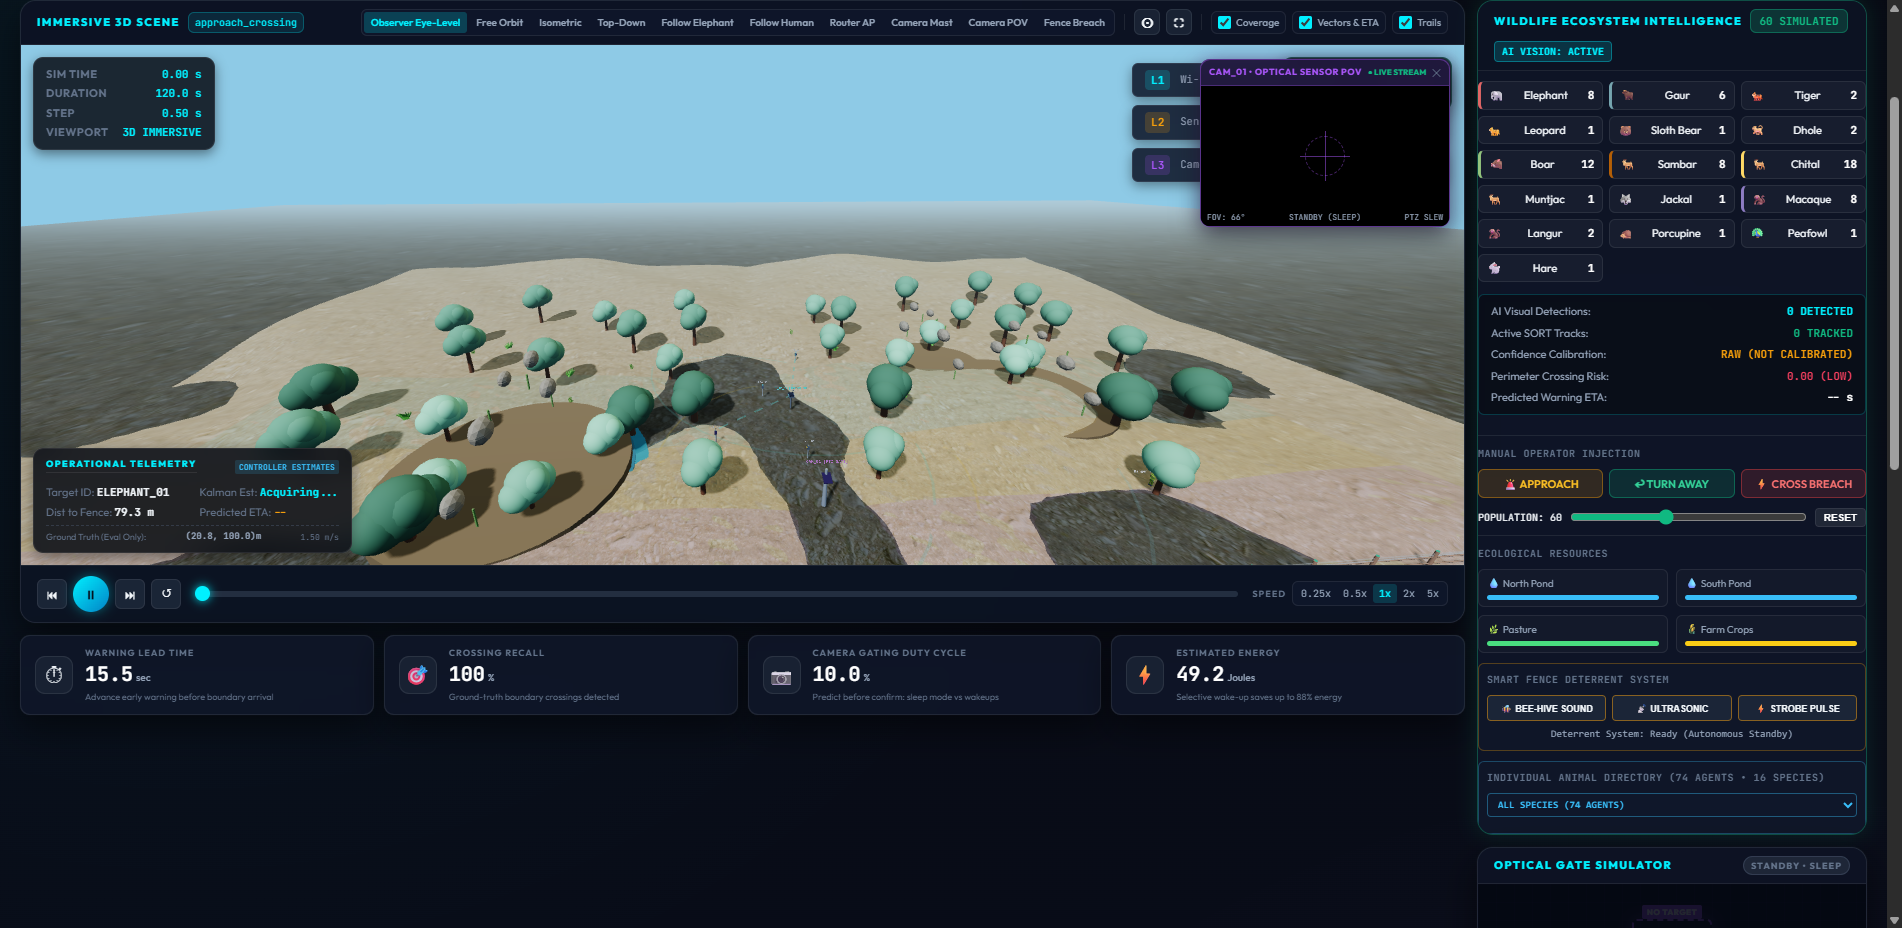 IMMERSIVE 3D SCENE approach_crossing
Observer Eye-Level Free Orbit Isometric Top-Down Follow Elephant Follow Human Router AP Camera Mast Camera POV Fence Breach
Coverage Vectors & ETA Trails
SIM TIME 0.00 s
DURATION 120.0 s
STEP 0.50 s
VIEWPORT 3D IMMERSIVE
L1 Wi-
L2 Sen
L3 Cam
CAM_01 • OPTICAL SENSOR POV • LIVE STREAM
FOV: 66° STANDBY (SLEEP) PTZ SLEW
OPERATIONAL TELEMETRY CONTROLLER ESTIMATES
Target ID: ELEPHANT_01 Kalman Est: Acquiring...
Dist to Fence: 79.3 m Predicted ETA: --
Ground Truth (Eval Only): (20.8, 100.0)m 1.50 m/s
SPEED 0.25x 0.5x 1x 2x 5x
WARNING LEAD TIME
15.5 sec
Advance early warning before boundary arrival
CROSSING RECALL
100 %
Ground-truth boundary crossings detected
CAMERA GATING DUTY CYCLE
10.0 %
Predict before confirm: sleep mode vs wakeups
ESTIMATED ENERGY
49.2 Joules
Selective wake-up saves up to 88% energy
WILDLIFE ECOSYSTEM INTELLIGENCE 60 SIMULATED
AI VISION: ACTIVE
Elephant 8 Gaur 6 Tiger 2
Leopard 1 Sloth Bear 1 Dhole 2
Boar 12 Sambar 8 Chital 18
Muntjac 1 Jackal 1 Macaque 8
Langur 2 Porcupine 1 Peafowl 1
Hare 1
AI Visual Detections: 0 DETECTED
Active SORT Tracks: 0 TRACKED
Confidence Calibration: RAW (NOT CALIBRATED)
Perimeter Crossing Risk: 0.00 (LOW)
Predicted Warning ETA: -- s
MANUAL OPERATOR INJECTION
APPROACH TURN AWAY CROSS BREACH
POPULATION: 60 RESET
ECOLOGICAL RESOURCES
North Pond South Pond
Pasture Farm Crops
SMART FENCE DETERRENT SYSTEM
BEE-HIVE SOUND ULTRASONIC STROBE PULSE
Deterrent System: Ready (Autonomous Standby)
INDIVIDUAL ANIMAL DIRECTORY (74 AGENTS • 16 SPECIES)
ALL SPECIES (74 AGENTS)
OPTICAL GATE SIMULATOR STANDBY • SLEEP
NO TARGET